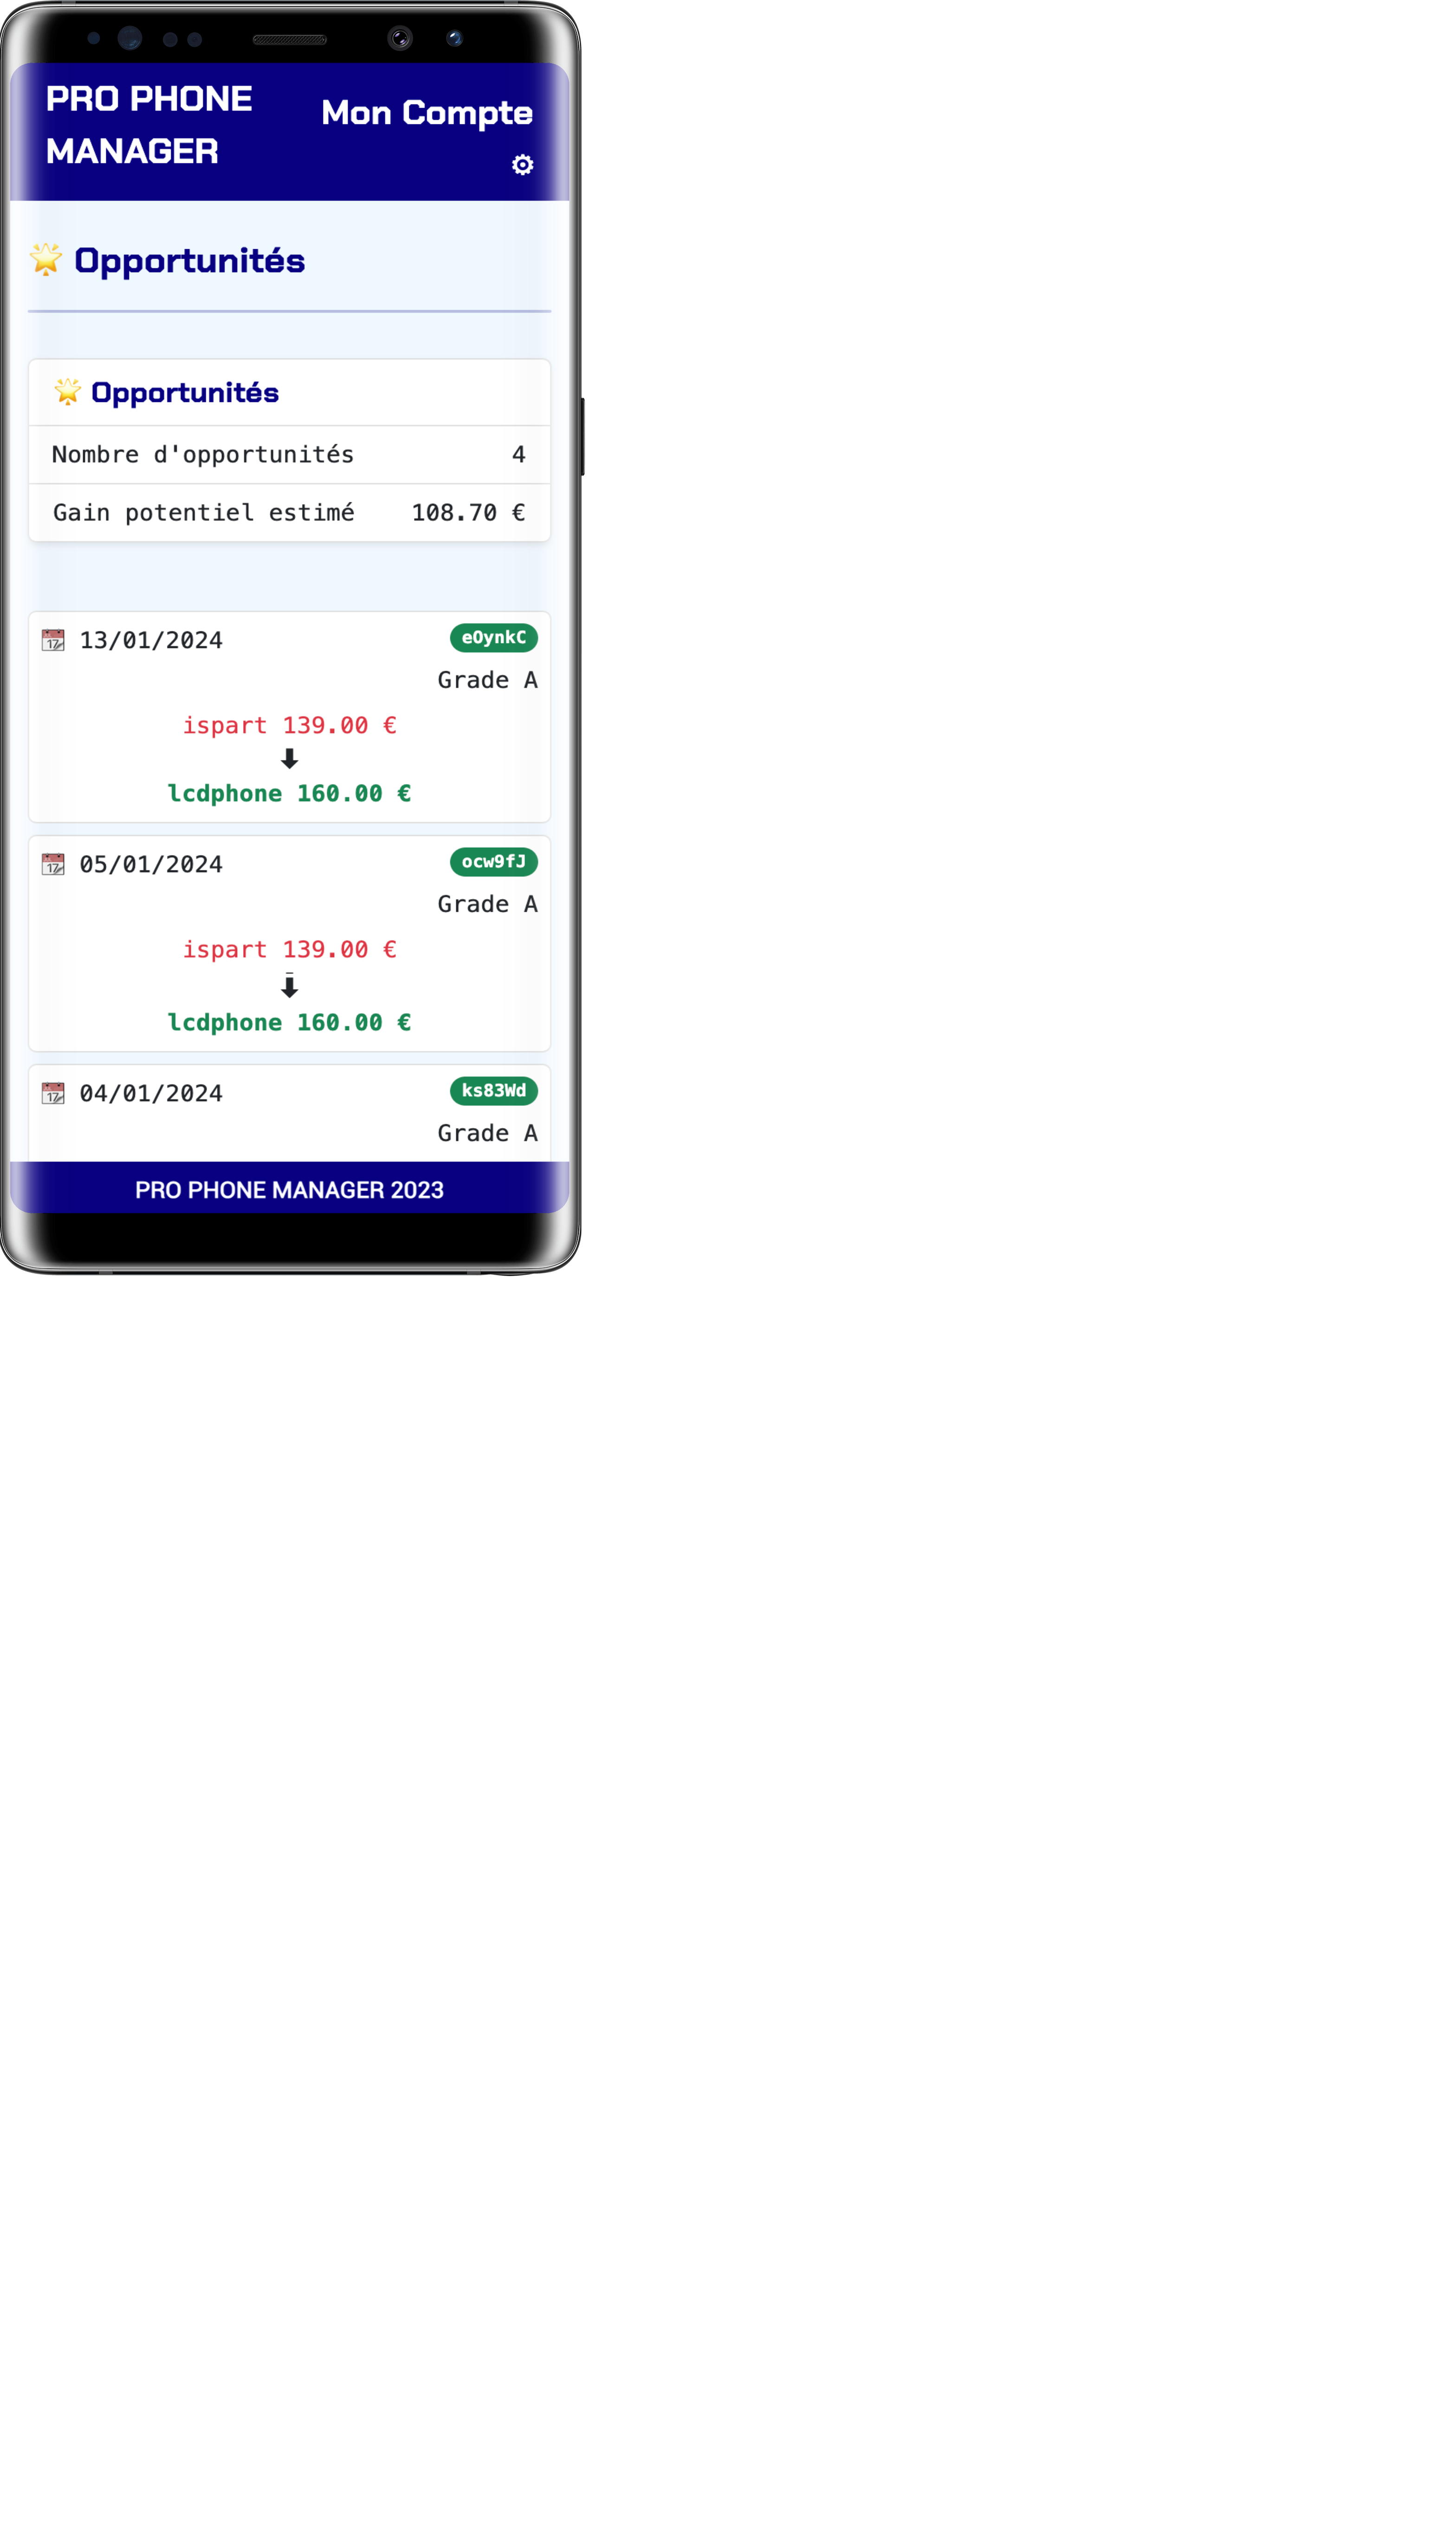 PRO PHONE
MANAGER
Mon Compte
Opportunités
Opportunités
Nombre d'opportunités 4
Gain potentiel estimé 108.70 €
13/01/2024 eOynkC
Grade A
ispart 139.00 €
lcdphone 160.00 €
05/01/2024 ocw9fJ
Grade A
ispart 139.00 €
lcdphone 160.00 €
04/01/2024 ks83Wd
Grade A
PRO PHONE MANAGER 2023